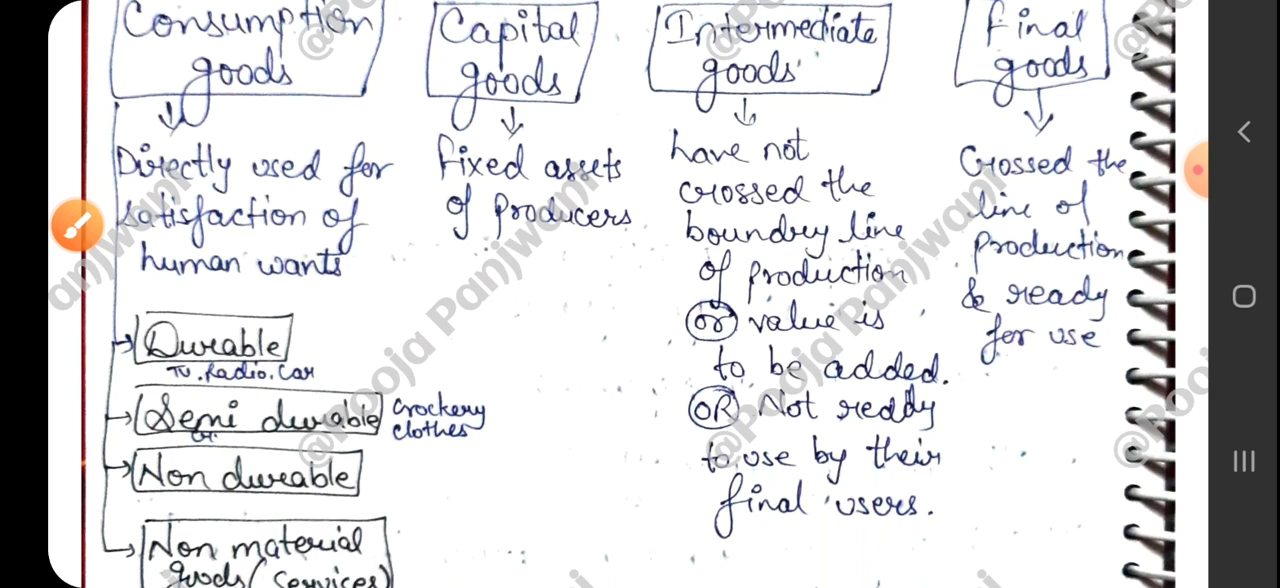 Consumption
goods
Directly used for
satisfaction of
human wants
Durable
TV. Radio. Car
Semi durable
Crockery
clothes
Non durable
Non material
goods (Services)
Capital
goods
fixed assets
of producers
Intermediate
goods
have not
crossed the
boundry line
of production
or value is
to be added.
OR Not ready
to use by their
final users.
Final
goods
Crossed the
line of
production
& ready
for use
@Pooja Panjwani
@Pooja Panjwani